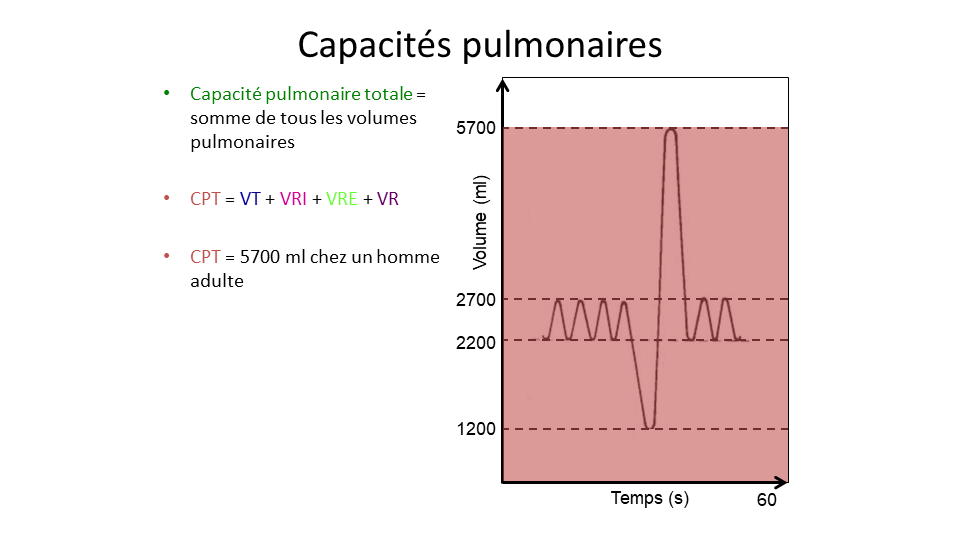 Capacités pulmonaires
• Capacité pulmonaire totale =
somme de tous les volumes
pulmonaires
• CPT = VT + VRI + VRE + VR
• CPT = 5700 ml chez un homme
adulte
Volume (ml)
5700
2700
2200
1200
Temps (s)
60